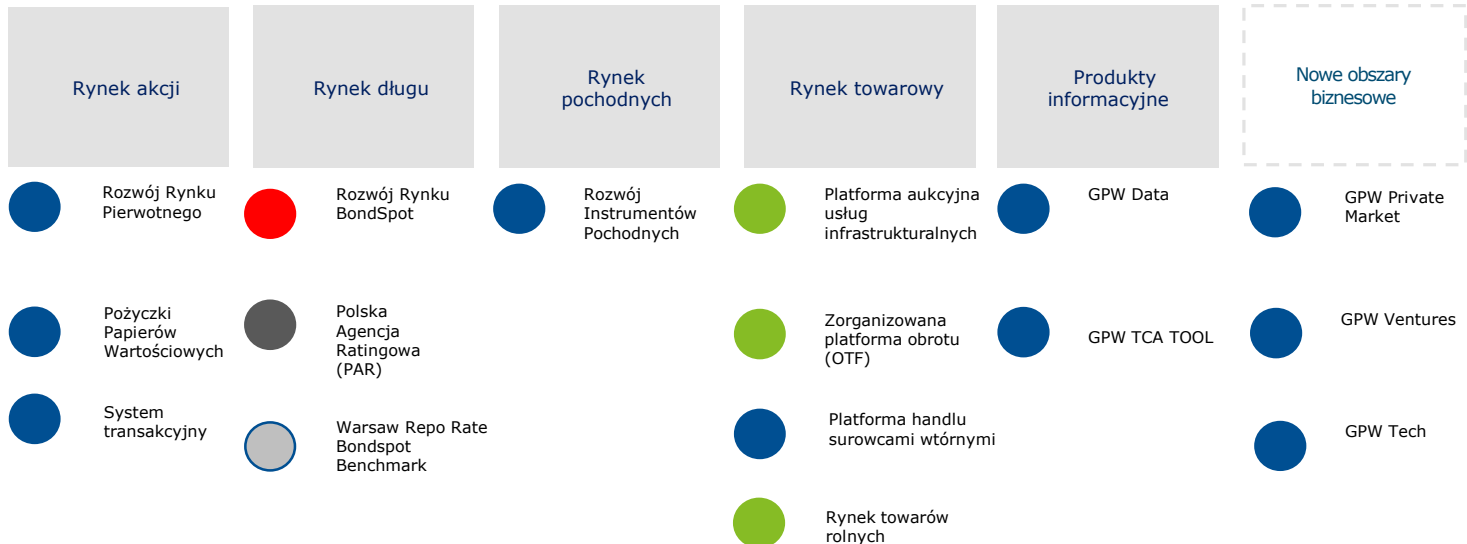 Rynek akcji
Rynek długu
Rynek
pochodnych
Rynek towarowy
Produkty
informacyjne
Nowe obszary
biznesowe
Rozwój Rynku
Pierwotnego
Rozwój Rynku
BondSpot
Rozwój
Instrumentów
Pochodnych
Platforma aukcyjna
usług
infrastrukturalnych
GPW Data
GPW Private
Market
Pożyczki
Papierów
Wartościowych
Polska
Agencja
Ratingowa
(PAR)
Zorganizowana
platforma obrotu
(OTF)
GPW TCA TOOL
GPW Ventures
System
transakcyjny
Warsaw Repo Rate
Bondspot
Benchmark
Platforma handlu
surowcami wtórnymi
GPW Tech
Rynek towarów
rolnych